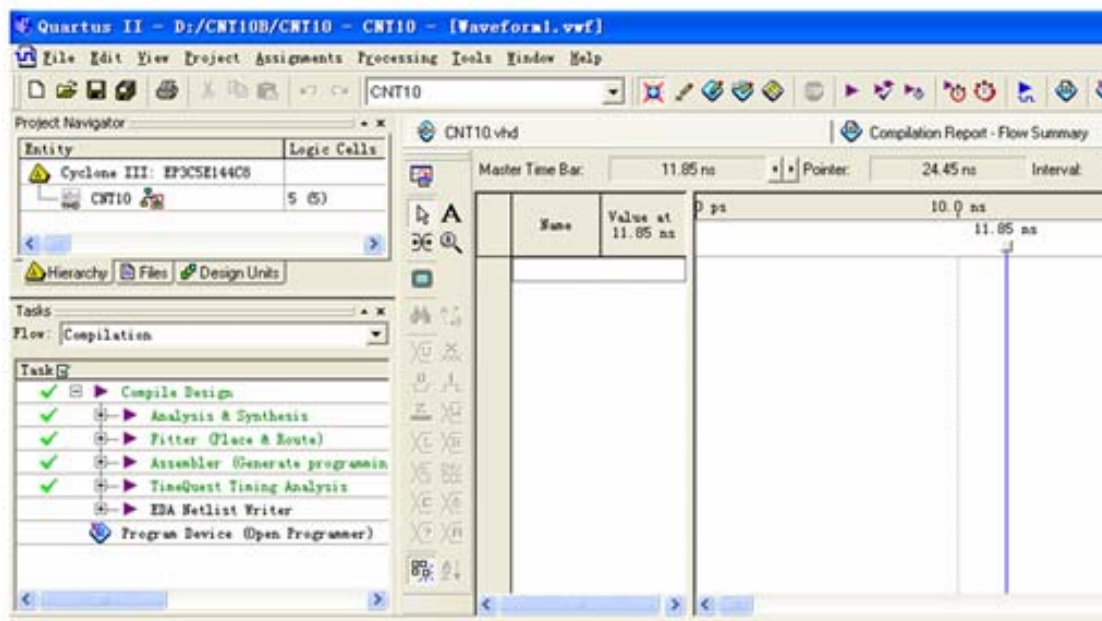 Quartus II - D:/CNT10B/CNT10 - CNT10 - [Waveform1.vwf]
File Edit View Project Assignments Processing Tools Window Help
CNT10
Project Navigator
Entity Logic Cells
Cyclone III: EP3C5E144C8
CNT10 5 (5)
Hierarchy Files Design Units
Tasks
Flow: Compilation
Task
Compile Design
Analysis & Synthesis
Fitter (Place & Route)
Assembler (Generate programmin
TimeQuest Timing Analysis
EDA Netlist Writer
Program Device (Open Programmer)
CNT10.vhd Compilation Report - Flow Summary
Master Time Bar: 11.85 ns Pointer: 24.45 ns Interval:
Name Value at 11.85 ns
0 ps 10.0 ns
11.85 ns